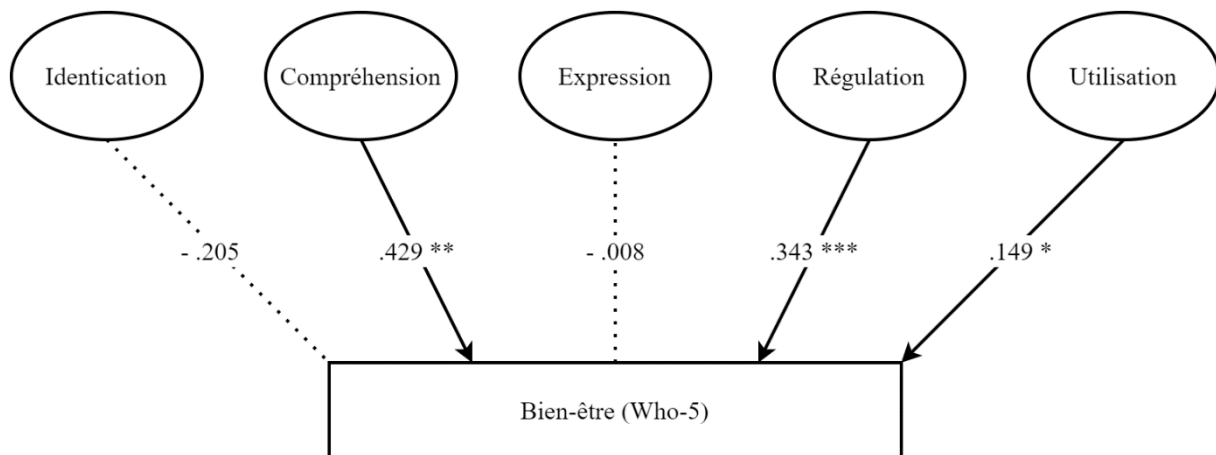 Identication
Compréhension
Expression
Régulation
Utilisation
- .205
.429 **
- .008
.343 ***
.149 *
Bien-être (Who-5)